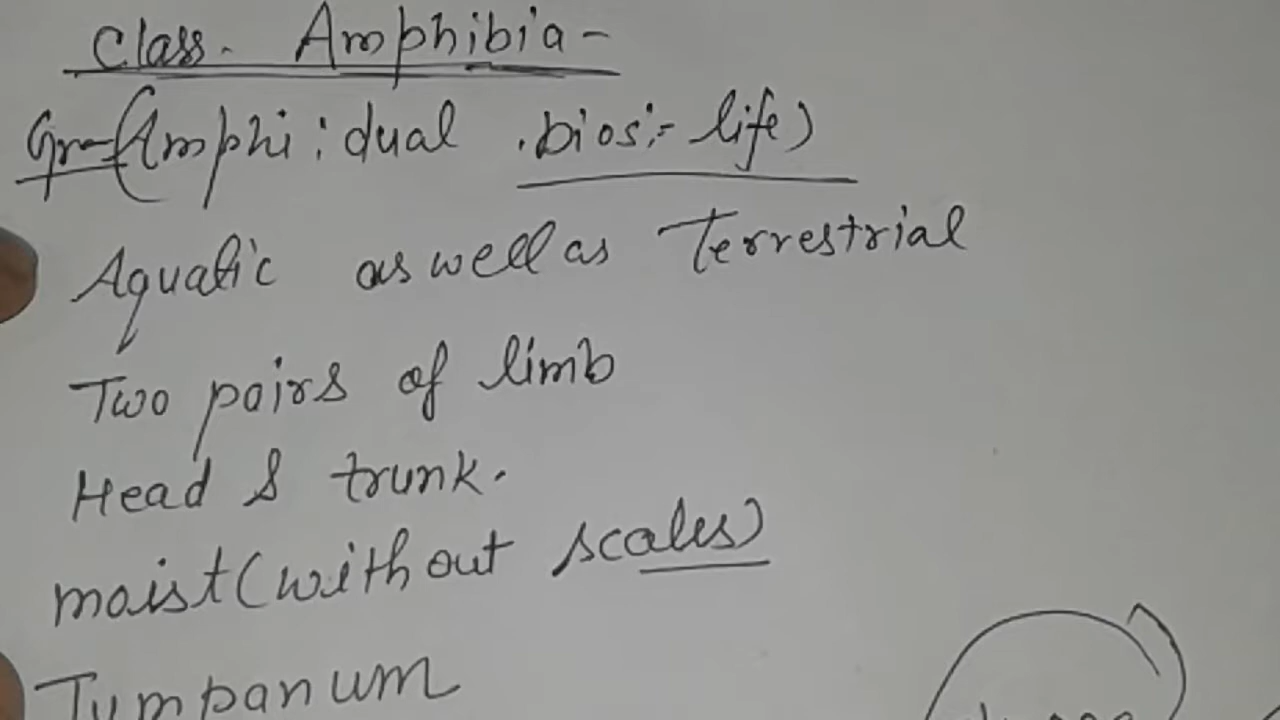 Class. Amphibia-
Gr-(Amphi: dual .bios:- life)
Aquatic as well as Terrestrial
Two pairs of limb
Head & trunk.
moist (without scales)
Tympanum